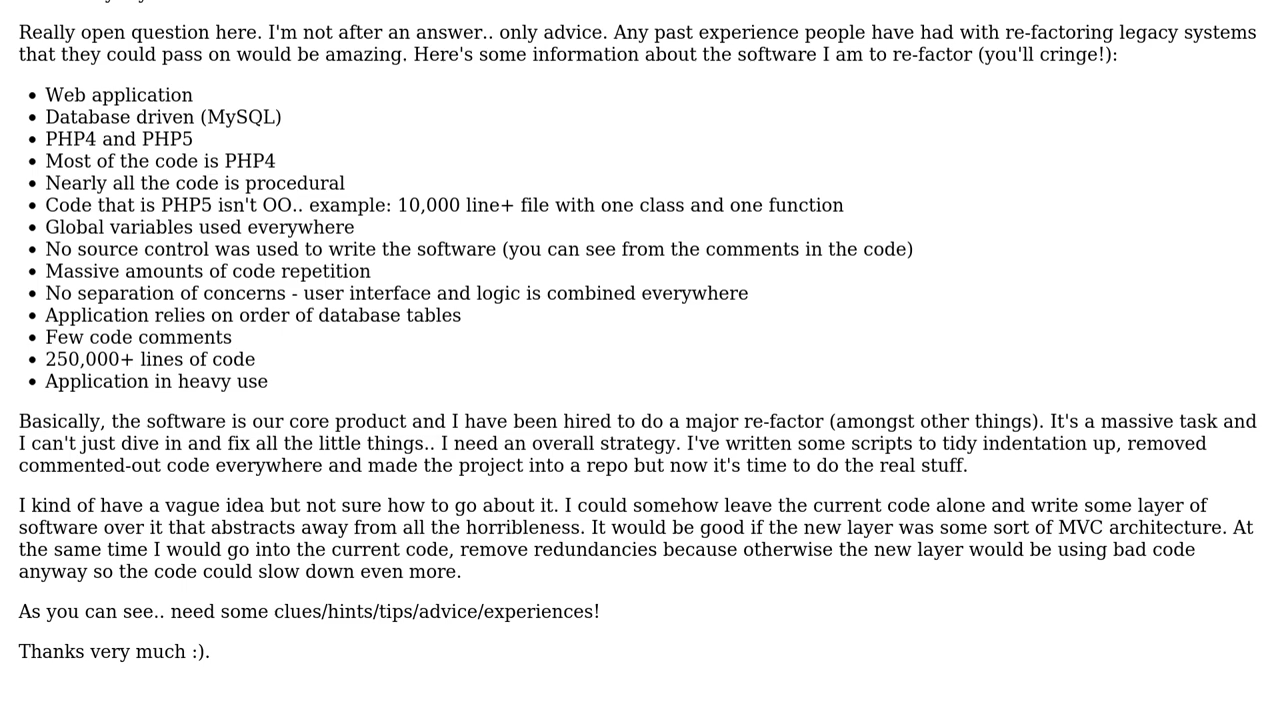 Really open question here. I'm not after an answer.. only advice. Any past experience people have had with re-factoring legacy systems
that they could pass on would be amazing. Here's some information about the software I am to re-factor (you'll cringe!):
• Web application
• Database driven (MySQL)
• PHP4 and PHP5
• Most of the code is PHP4
• Nearly all the code is procedural
• Code that is PHP5 isn't OO.. example: 10,000 line+ file with one class and one function
• Global variables used everywhere
• No source control was used to write the software (you can see from the comments in the code)
• Massive amounts of code repetition
• No separation of concerns - user interface and logic is combined everywhere
• Application relies on order of database tables
• Few code comments
• 250,000+ lines of code
• Application in heavy use
Basically, the software is our core product and I have been hired to do a major re-factor (amongst other things). It's a massive task and
I can't just dive in and fix all the little things.. I need an overall strategy. I've written some scripts to tidy indentation up, removed
commented-out code everywhere and made the project into a repo but now it's time to do the real stuff.
I kind of have a vague idea but not sure how to go about it. I could somehow leave the current code alone and write some layer of
software over it that abstracts away from all the horribleness. It would be good if the new layer was some sort of MVC architecture. At
the same time I would go into the current code, remove redundancies because otherwise the new layer would be using bad code
anyway so the code could slow down even more.
As you can see.. need some clues/hints/tips/advice/experiences!
Thanks very much :).